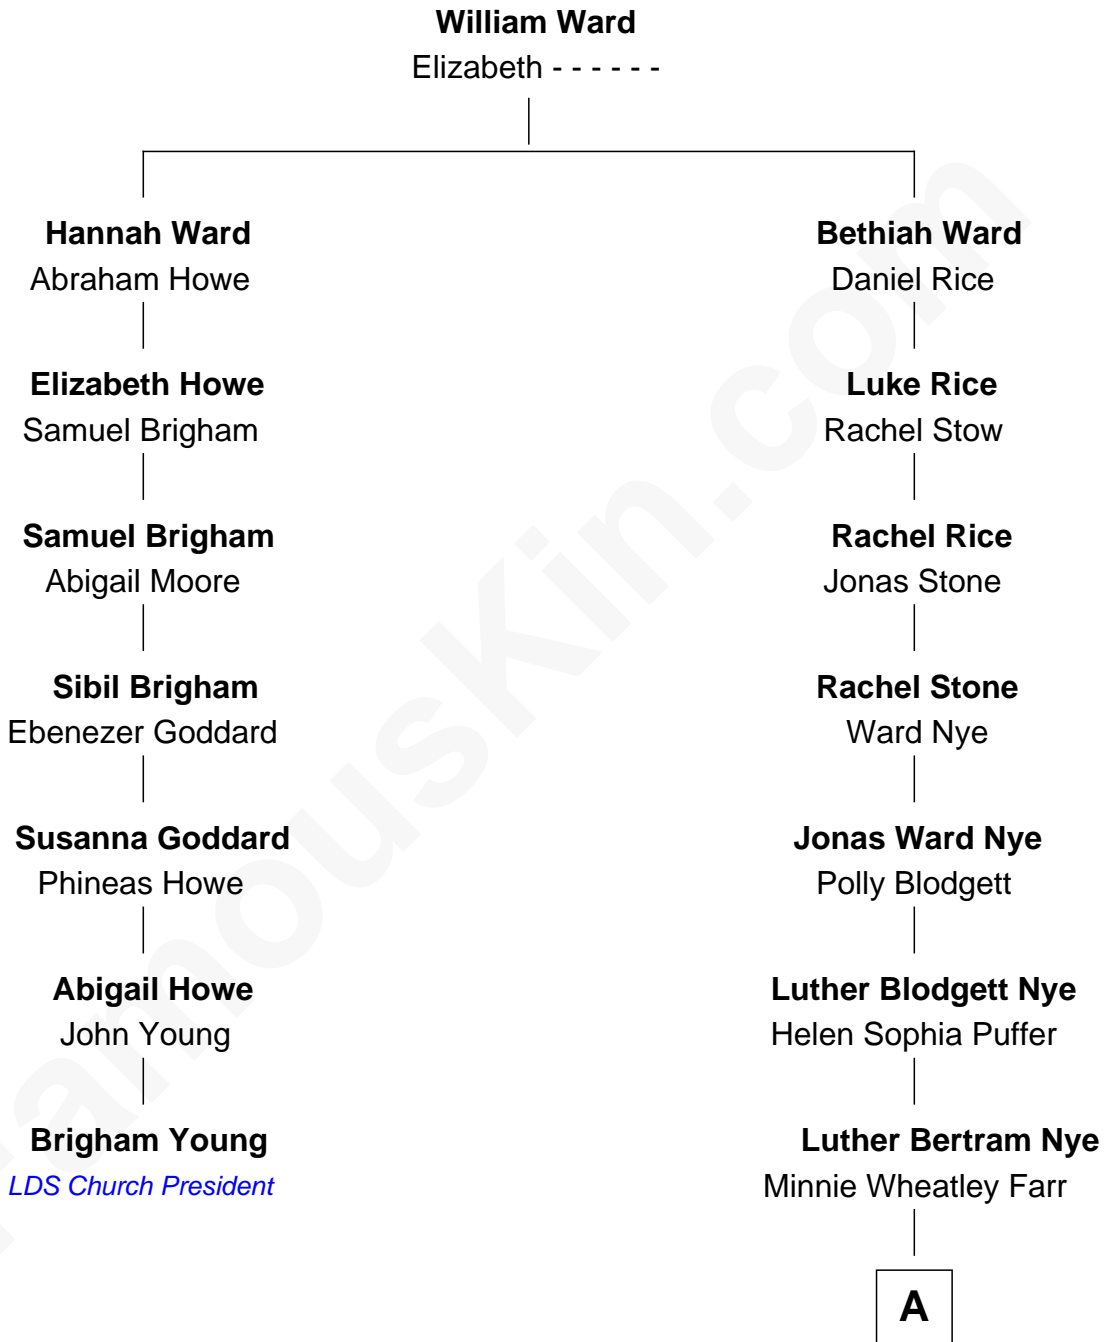 William Ward
Elizabeth - - - - - -
Hannah Ward
Abraham Howe
Bethiah Ward
Daniel Rice
Elizabeth Howe
Samuel Brigham
Luke Rice
Rachel Stow
Samuel Brigham
Abigail Moore
Rachel Rice
Jonas Stone
Sibil Brigham
Ebenezer Goddard
Rachel Stone
Ward Nye
Susanna Goddard
Phineas Howe
Jonas Ward Nye
Polly Blodgett
Abigail Howe
John Young
Luther Blodgett Nye
Helen Sophia Puffer
Brigham Young
LDS Church President
Luther Bertram Nye
Minnie Wheatley Farr
A
FamousKin.com